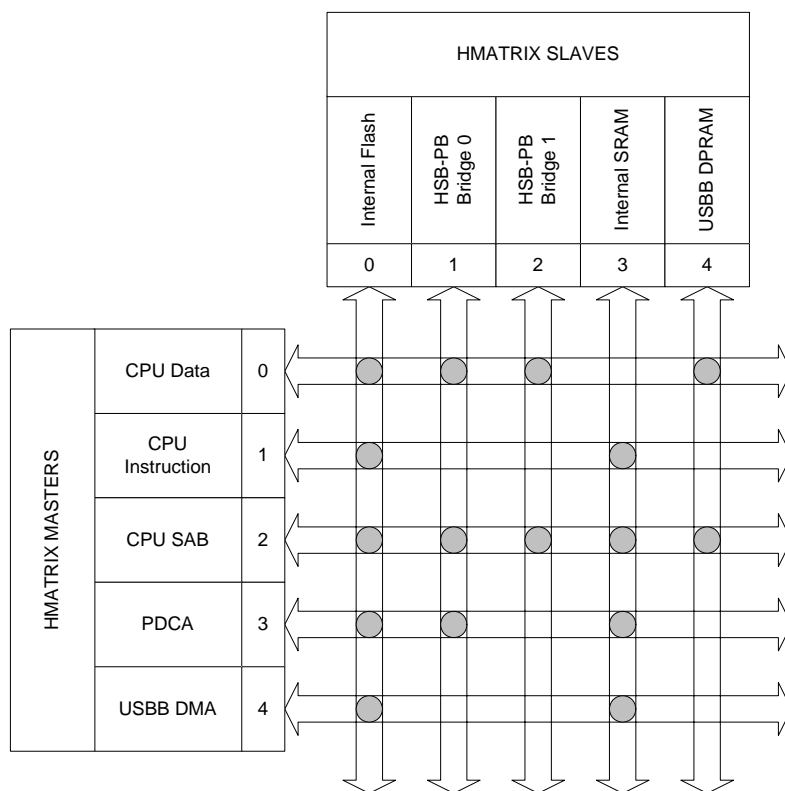 HMATRIX SLAVES
Internal Flash
HSB-PB
Bridge 0
HSB-PB
Bridge 1
Internal SRAM
USBB DPRAM
0 1 2 3 4
HMATRIX MASTERS
CPU Data 0
CPU
Instruction 1
CPU SAB 2
PDCA 3
USBB DMA 4